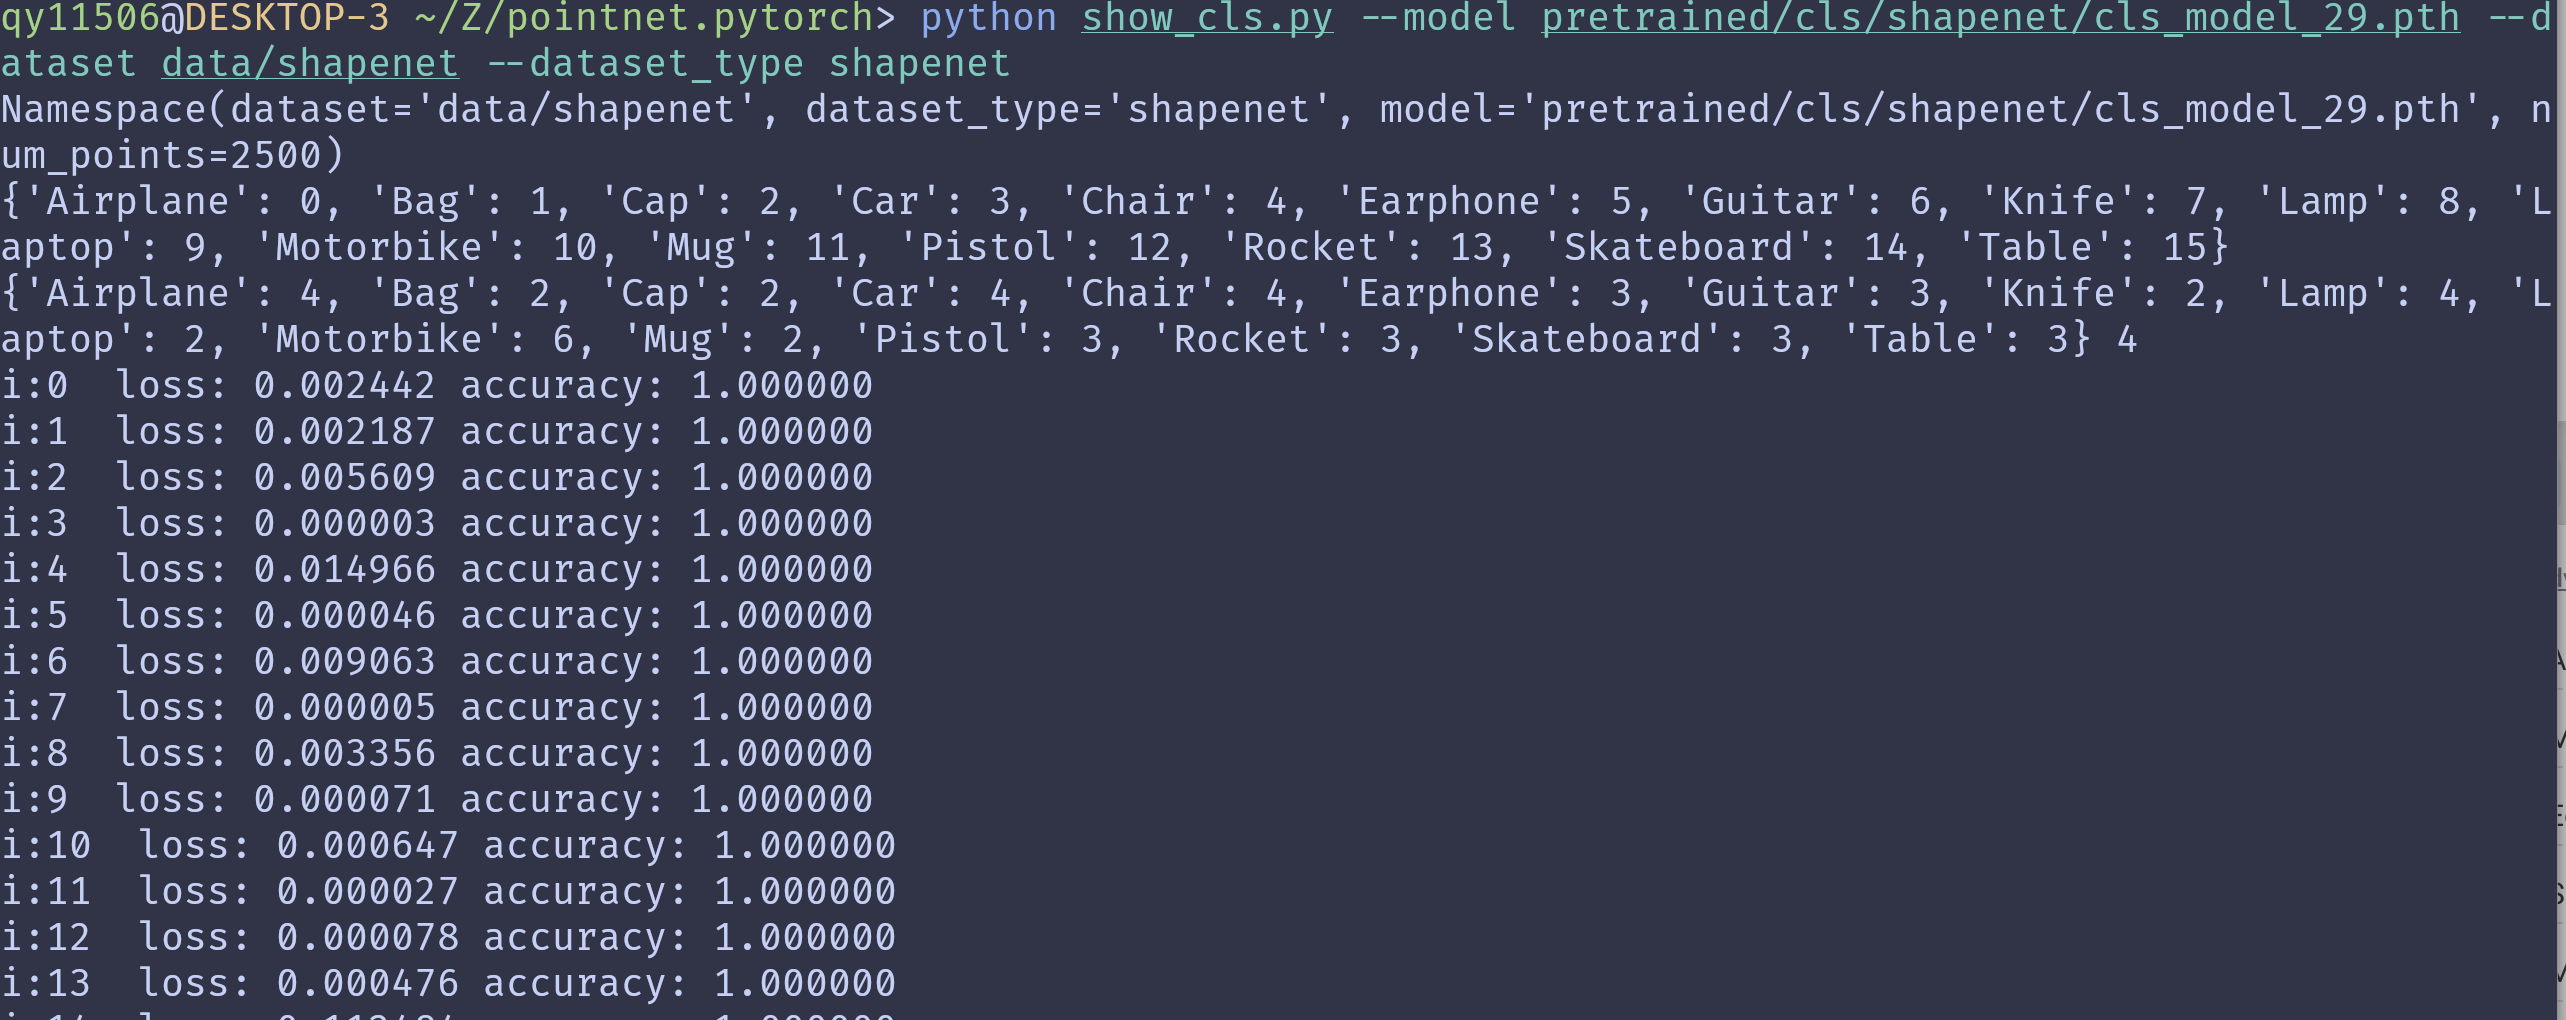 qy11506@DESKTOP-3 ~/Z/pointnet.pytorch> python show_cls.py --model pretrained/cls/shapenet/cls_model_29.pth --d
ataset data/shapenet --dataset_type shapenet
Namespace(dataset='data/shapenet', dataset_type='shapenet', model='pretrained/cls/shapenet/cls_model_29.pth', n
um_points=2500)
{'Airplane': 0, 'Bag': 1, 'Cap': 2, 'Car': 3, 'Chair': 4, 'Earphone': 5, 'Guitar': 6, 'Knife': 7, 'Lamp': 8, 'L
aptop': 9, 'Motorbike': 10, 'Mug': 11, 'Pistol': 12, 'Rocket': 13, 'Skateboard': 14, 'Table': 15}
{'Airplane': 4, 'Bag': 2, 'Cap': 2, 'Car': 4, 'Chair': 4, 'Earphone': 3, 'Guitar': 3, 'Knife': 2, 'Lamp': 4, 'L
aptop': 2, 'Motorbike': 6, 'Mug': 2, 'Pistol': 3, 'Rocket': 3, 'Skateboard': 3, 'Table': 3} 4
i:0  loss: 0.002442 accuracy: 1.000000
i:1  loss: 0.002187 accuracy: 1.000000
i:2  loss: 0.005609 accuracy: 1.000000
i:3  loss: 0.000003 accuracy: 1.000000
i:4  loss: 0.014966 accuracy: 1.000000
i:5  loss: 0.000046 accuracy: 1.000000
i:6  loss: 0.009063 accuracy: 1.000000
i:7  loss: 0.000005 accuracy: 1.000000
i:8  loss: 0.003356 accuracy: 1.000000
i:9  loss: 0.000071 accuracy: 1.000000
i:10  loss: 0.000647 accuracy: 1.000000
i:11  loss: 0.000027 accuracy: 1.000000
i:12  loss: 0.000078 accuracy: 1.000000
i:13  loss: 0.000476 accuracy: 1.000000